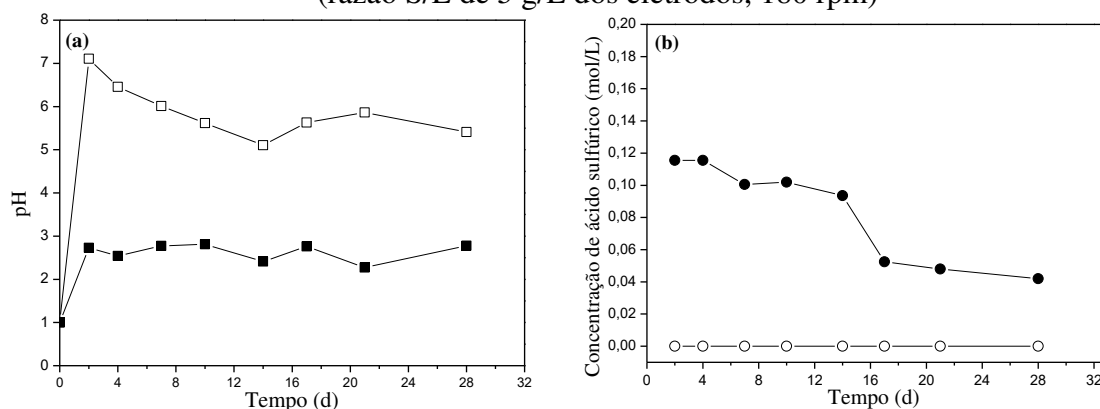 (razão S/L de 5 g/L dos eletrodos, 180 rpm)
(a)
8
7
6
5
4
3
2
1
0
pH
0 4 8 12 16 20 24 28 32
Tempo (d)
(b)
0,20
0,18
0,16
0,14
0,12
0,10
0,08
0,06
0,04
0,02
0,00
Concentração de ácido sulfúrico (mol/L)
0 4 8 12 16 20 24 28 32
Tempo (d)